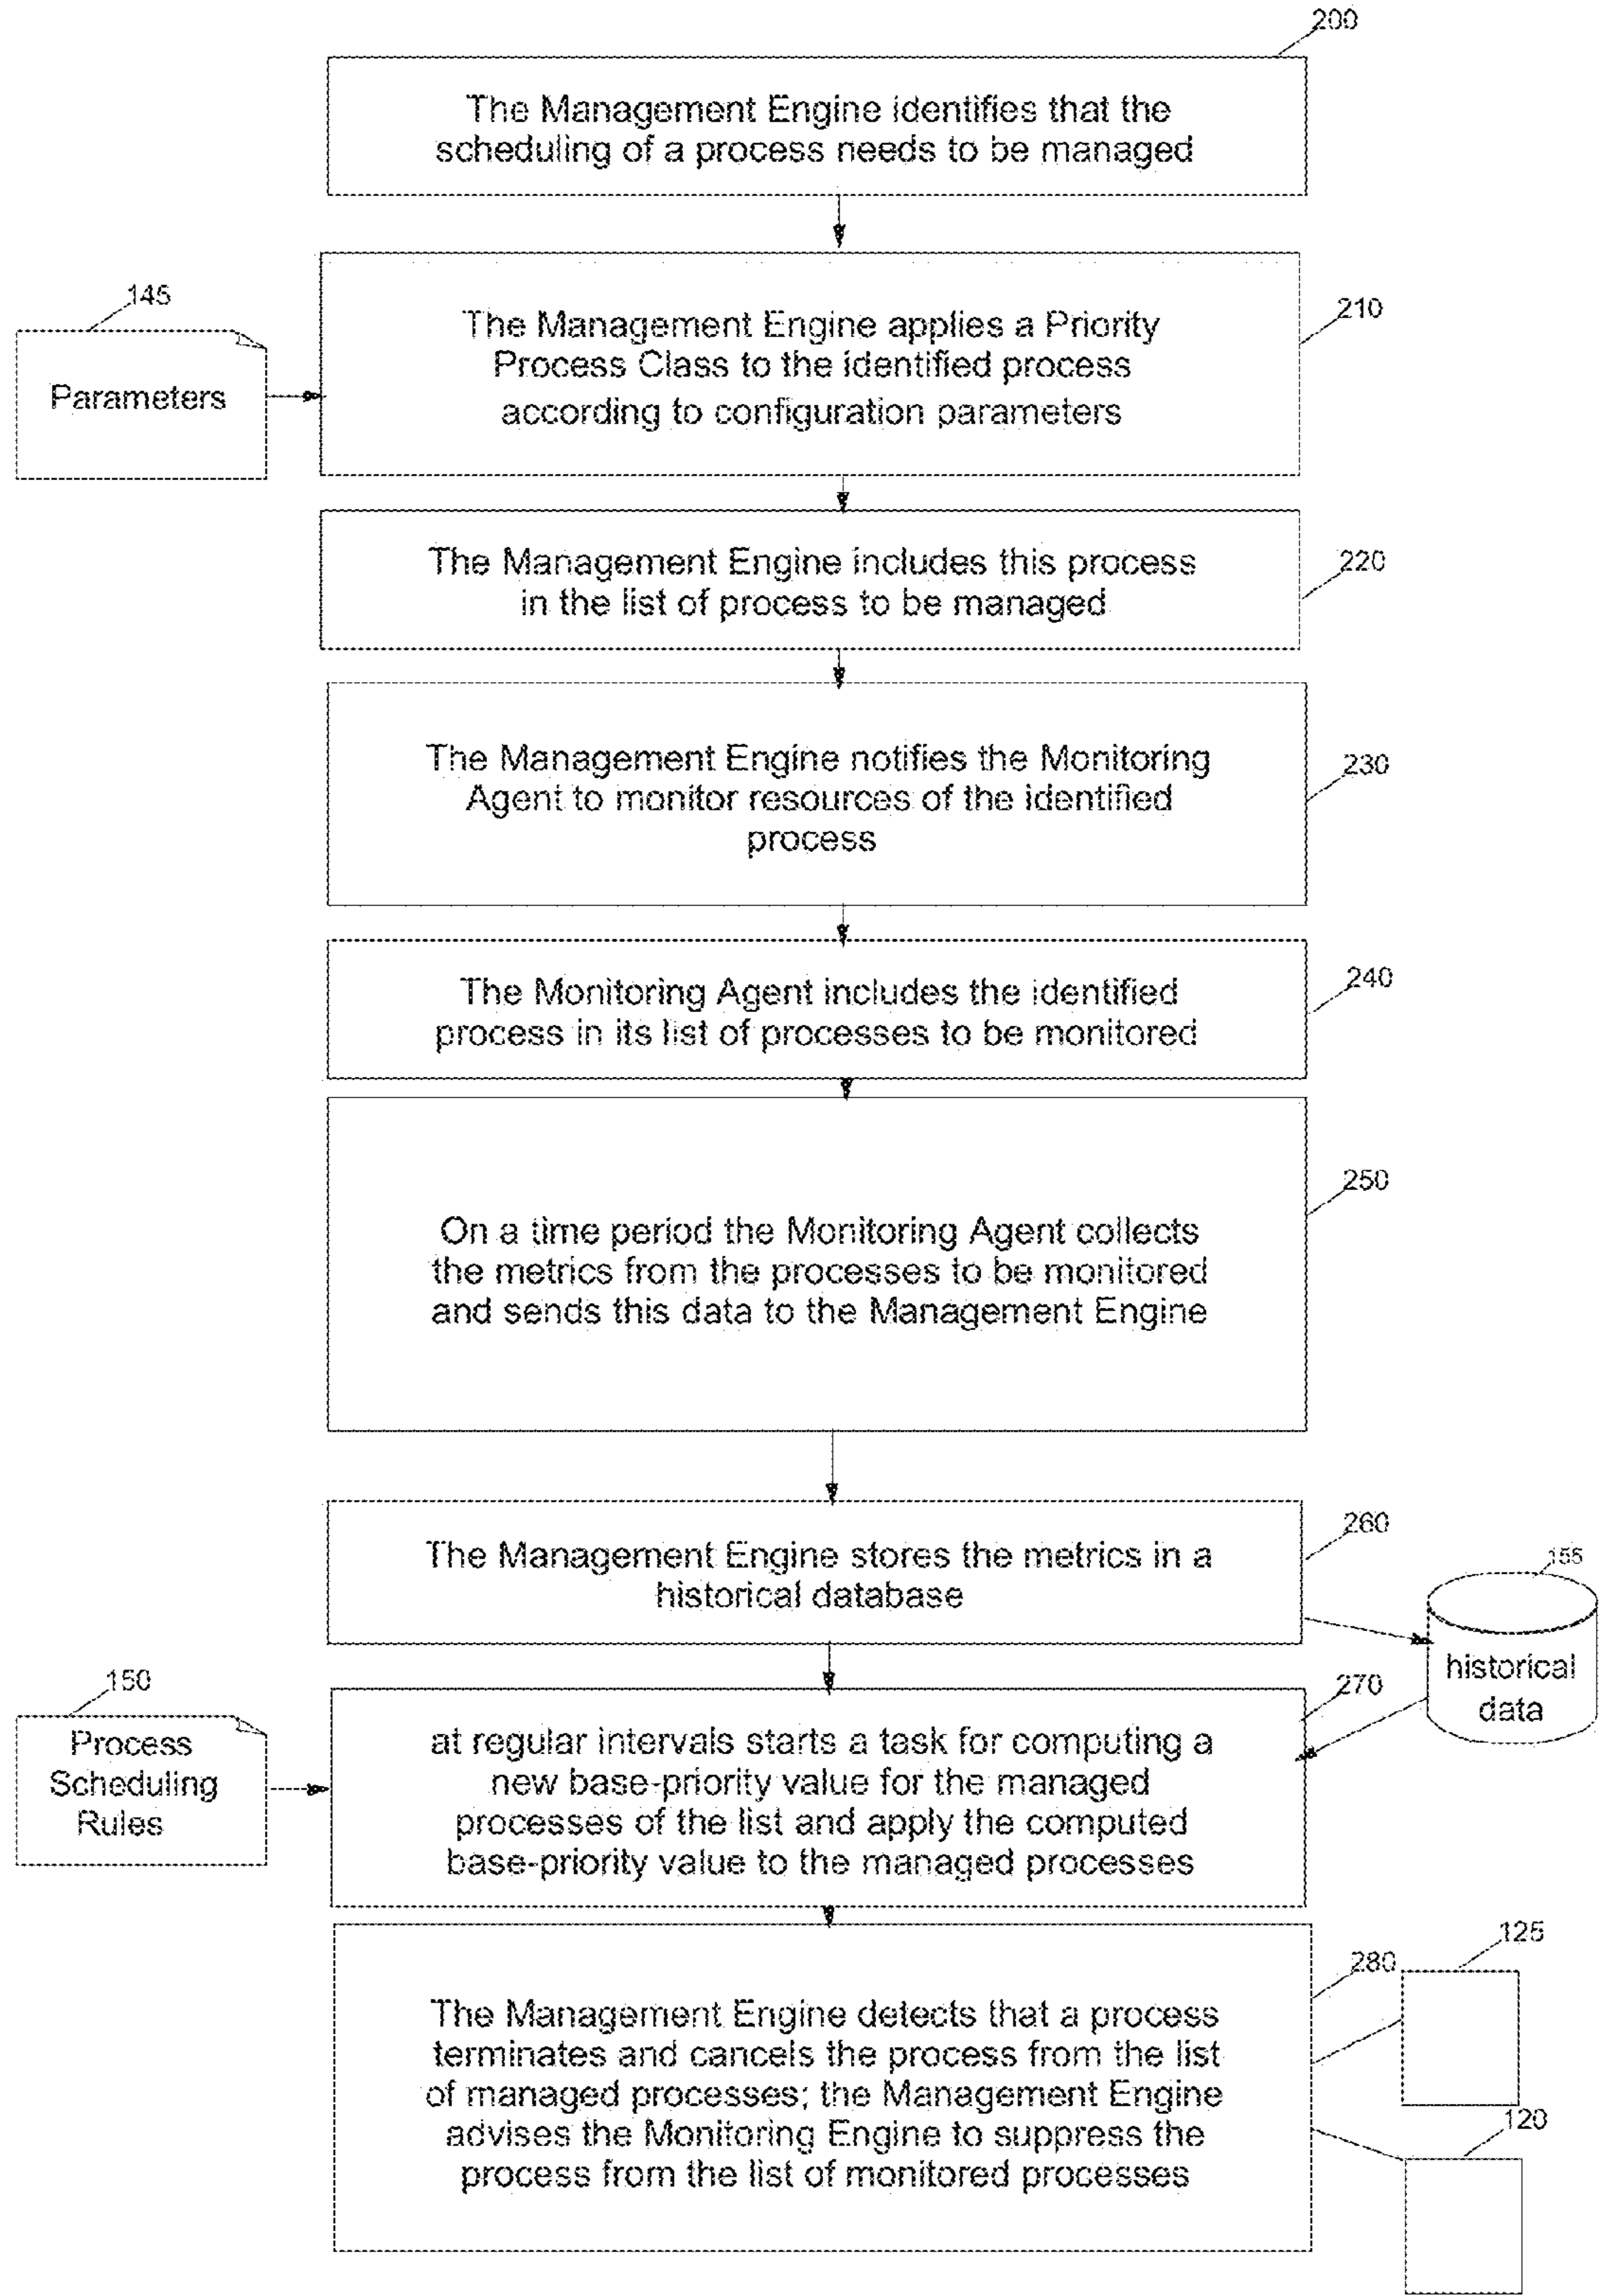 200
The Management Engine identifies that the
scheduling of a process needs to be managed
145
Parameters
210
The Management Engine applies a Priority
Process Class to the identified process
according to configuration parameters
220
The Management Engine includes this process
in the list of process to be managed
230
The Management Engine notifies the Monitoring
Agent to monitor resources of the identified
process
240
The Monitoring Agent includes the identified
process in its list of processes to be monitored
250
On a time period the Monitoring Agent collects
the metrics from the processes to be monitored
and sends this data to the Management Engine
260
The Management Engine stores the metrics in a
historical database
155
historical
data
150
Process
Scheduling
Rules
270
at regular intervals starts a task for computing a
new base-priority value for the managed
processes of the list and apply the computed
base-priority value to the managed processes
280
The Management Engine detects that a process
terminates and cancels the process from the list
of managed processes; the Management Engine
advises the Monitoring Engine to suppress the
process from the list of monitored processes
125
120